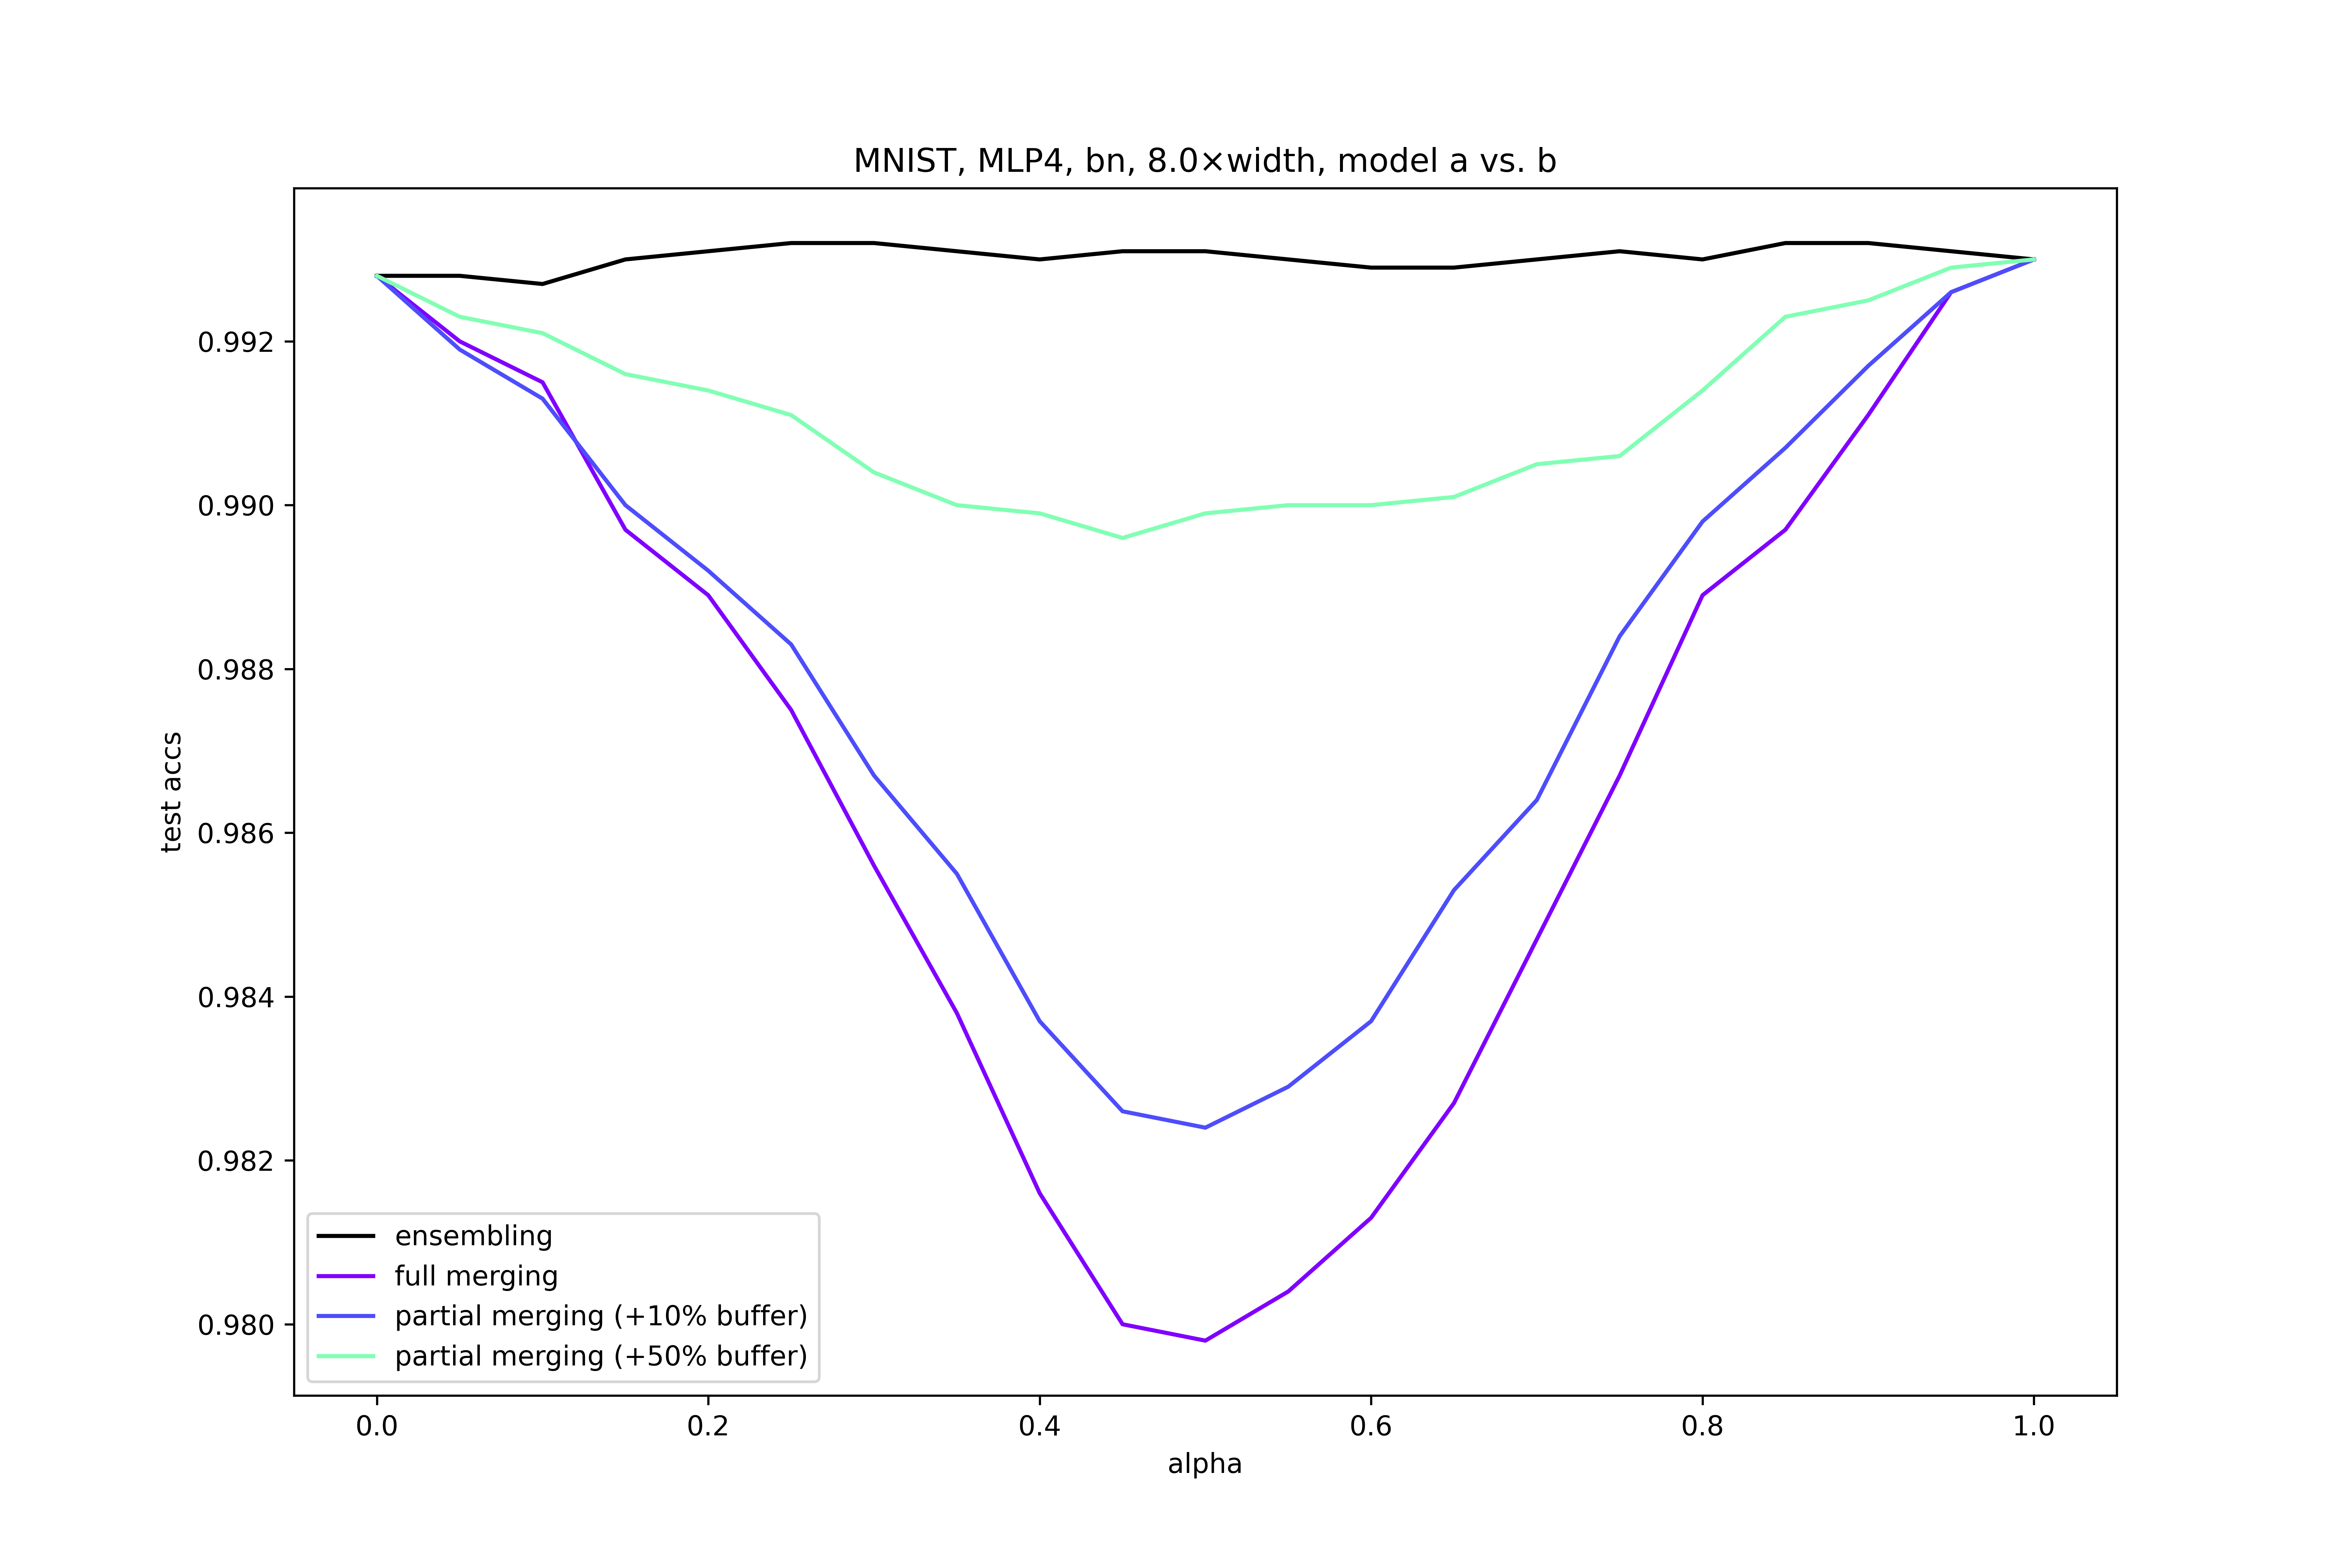 MNIST, MLP4, bn, 8.0×width, model a vs. b
test accs
0.992
0.990
0.988
0.986
0.984
0.982
0.980
ensembling
full merging
partial merging (+10% buffer)
partial merging (+50% buffer)
0.0 0.2 0.4 0.6 0.8 1.0
alpha